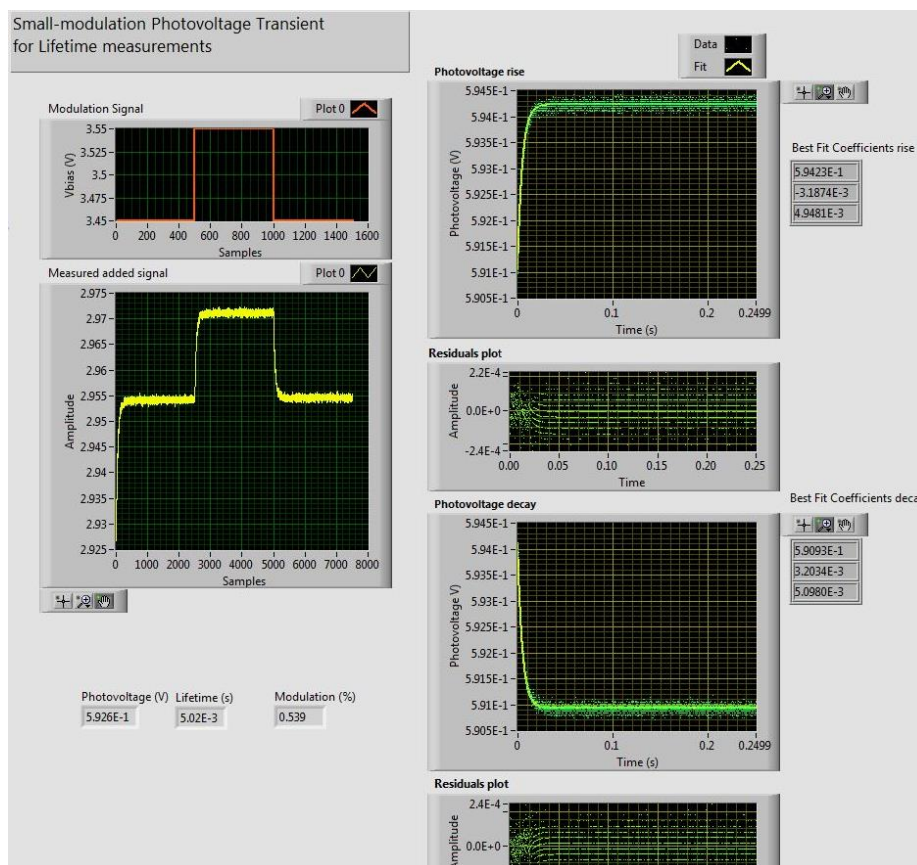 Small-modulation Photovoltage Transient
for Lifetime measurements
Modulation Signal
Plot 0
3.55
3.525
3.5
3.475
3.45
Vbias (V)
0 200 400 600 800 1000 1200 1400 1600
Samples
Measured added signal
Plot 0
2.975
2.97
2.965
2.96
2.955
2.95
2.945
2.94
2.935
2.93
2.925
Amplitude
0 1000 2000 3000 4000 5000 6000 7000 8000
Samples
Photovoltage (V) Lifetime (s) Modulation (%)
5.926E-1 5.02E-3 0.539
Data
Fit
Photovoltage rise
5.945E-1
5.94E-1
5.935E-1
5.93E-1
5.925E-1
5.92E-1
5.915E-1
5.91E-1
5.905E-1
Photovoltage (V)
0 0.1 0.2 0.2499
Time (s)
Best Fit Coefficients rise
5.9423E-1
-3.1874E-3
4.9481E-3
Residuals plot
2.2E-4
0.0E+0
-2.4E-4
Amplitude
0.00 0.05 0.10 0.15 0.20 0.25
Time
Photovoltage decay
5.945E-1
5.94E-1
5.935E-1
5.93E-1
5.925E-1
5.92E-1
5.915E-1
5.91E-1
5.905E-1
Photovoltage V)
0 0.1 0.2 0.2499
Time (s)
Best Fit Coefficients deca
5.9093E-1
3.2034E-3
5.0980E-3
Residuals plot
2.4E-4
0.0E+0
Amplitude